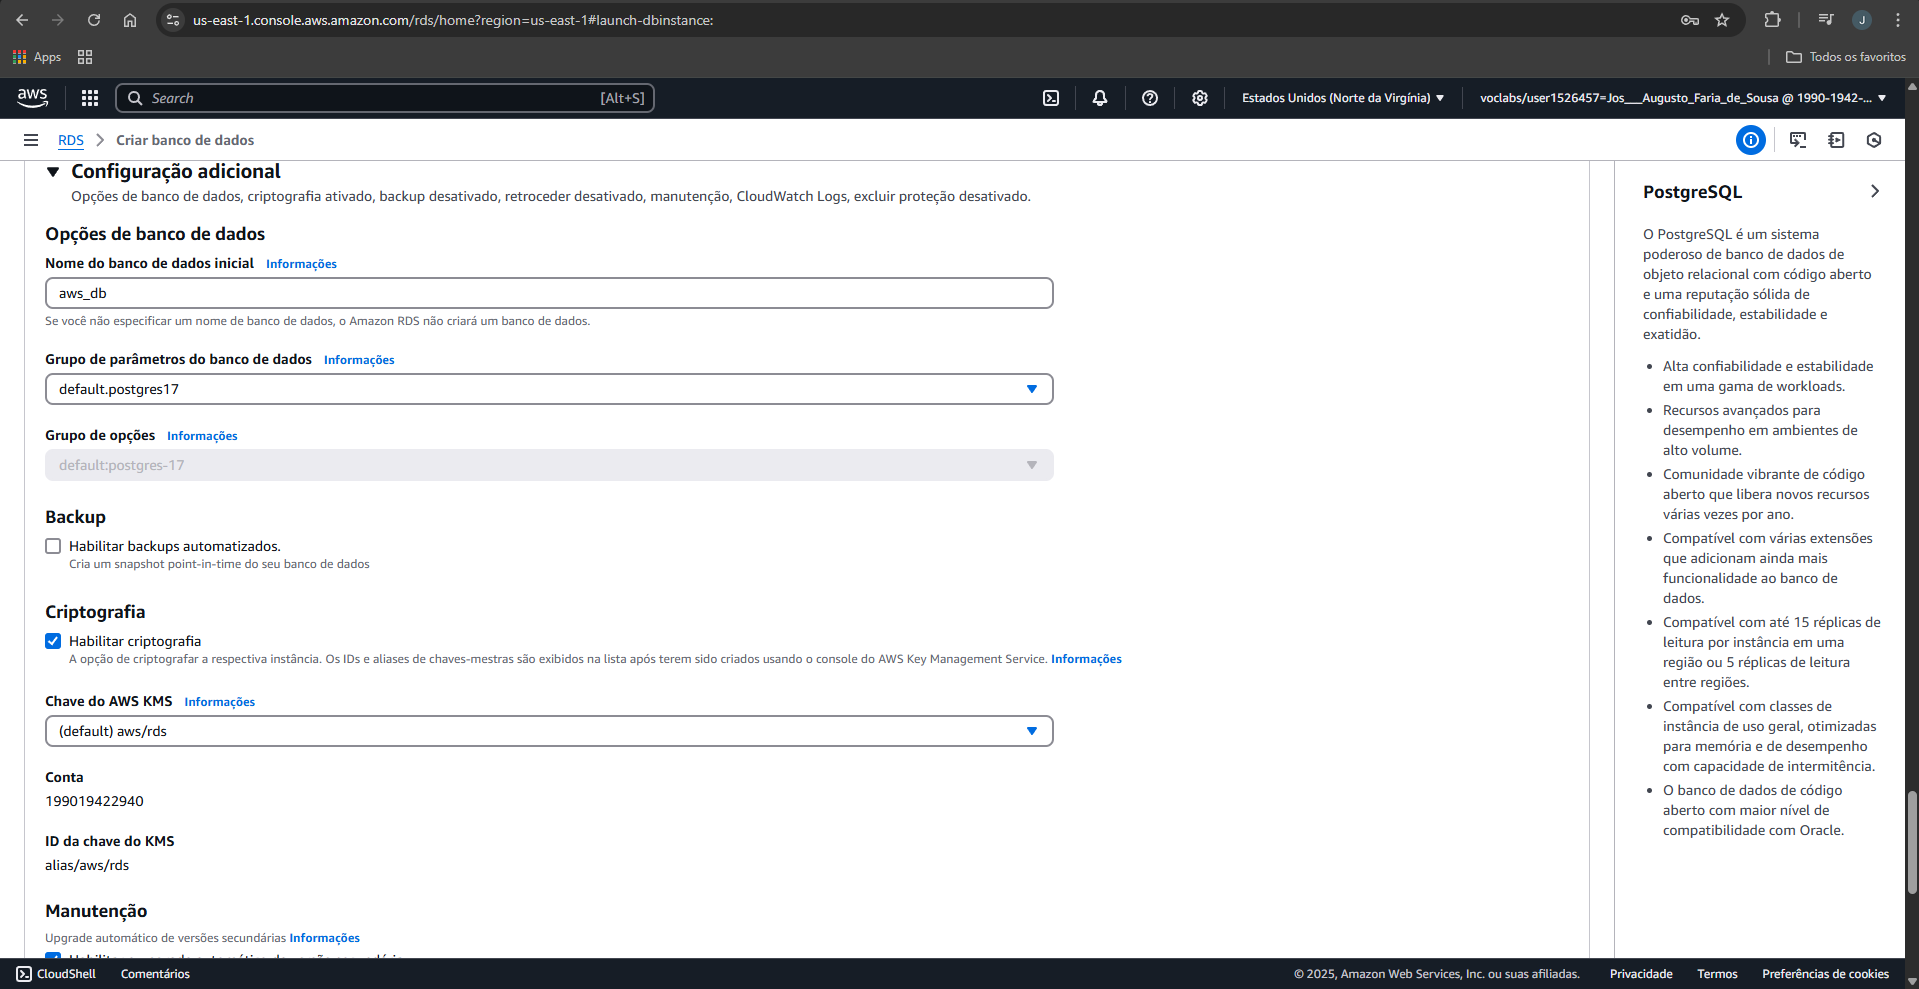 us-east-1.console.aws.amazon.com/rds/home?region=us-east-1#launch-dbinstance:
J
Apps
Todos os favoritos
aws
Search
[Alt+S]
Estados Unidos (Norte da Virgínia)
voclabs/user1526457=Jos___Augusto_Faria_de_Sousa @ 1990-1942-...
RDS
Criar banco de dados
Configuração adicional
Opções de banco de dados, criptografia ativado, backup desativado, retroceder desativado, manutenção, CloudWatch Logs, excluir proteção desativado.
Opções de banco de dados
Nome do banco de dados inicial Informações
aws_db
Se você não especificar um nome de banco de dados, o Amazon RDS não criará um banco de dados.
Grupo de parâmetros do banco de dados Informações
default.postgres17
Grupo de opções Informações
default:postgres-17
Backup
Habilitar backups automatizados.
Cria um snapshot point-in-time do seu banco de dados
Criptografia
Habilitar criptografia
A opção de criptografar a respectiva instância. Os IDs e aliases de chaves-mestras são exibidos na lista após terem sido criados usando o console do AWS Key Management Service. Informações
Chave do AWS KMS Informações
(default) aws/rds
Conta
199019422940
ID da chave do KMS
alias/aws/rds
Manutenção
Upgrade automático de versões secundárias Informações
PostgreSQL
O PostgreSQL é um sistema
poderoso de banco de dados de
objeto relacional com código aberto
e uma reputação sólida de
confiabilidade, estabilidade e
exatidão.
• Alta confiabilidade e estabilidade
em uma gama de workloads.
• Recursos avançados para
desempenho em ambientes de
alto volume.
• Comunidade vibrante de código
aberto que libera novos recursos
várias vezes por ano.
• Compatível com várias extensões
que adicionam ainda mais
funcionalidade ao banco de
dados.
• Compatível com até 15 réplicas de
leitura por instância em uma
região ou 5 réplicas de leitura
entre regiões.
• Compatível com classes de
instância de uso geral, otimizadas
para memória e de desempenho
com capacidade de intermitência.
• O banco de dados de código
aberto com maior nível de
compatibilidade com Oracle.
CloudShell
Comentários
© 2025, Amazon Web Services, Inc. ou suas afiliadas.
Privacidade
Termos
Preferências de cookies